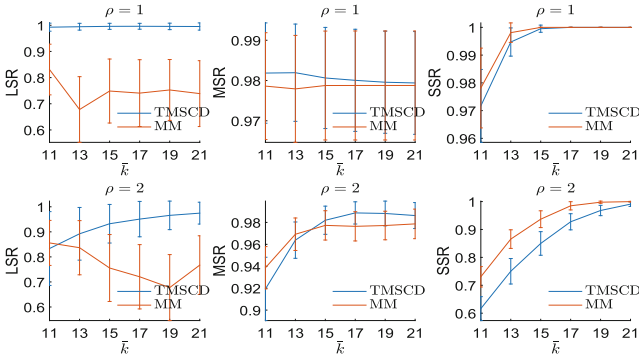 ρ = 1
ρ = 1
ρ = 1
1
0.9
0.8
0.7
0.6
LSR
TMSCD
MM
11 13 15 17 19 21
k̄
0.99
0.98
0.97
MSR
TMSCD
MM
11 13 15 17 19 21
k̄
1
0.99
0.98
0.97
0.96
SSR
TMSCD
MM
11 13 15 17 19 21
k̄
ρ = 2
ρ = 2
ρ = 2
1
0.9
0.8
0.7
0.6
LSR
TMSCD
MM
11 13 15 17 19 21
k̄
0.98
0.96
0.94
0.92
0.9
MSR
TMSCD
MM
11 13 15 17 19 21
k̄
1
0.9
0.8
0.7
0.6
SSR
TMSCD
MM
11 13 15 17 19 21
k̄